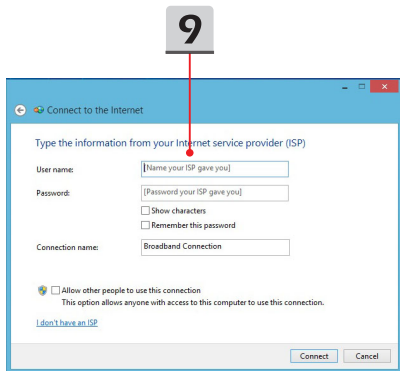 9
Connect to the Internet
Type the information from your Internet service provider (ISP)
User name: [Name your ISP gave you]
Password: [Password your ISP gave you]
Show characters
Remember this password
Connection name: Broadband Connection
Allow other people to use this connection
This option allows anyone with access to this computer to use this connection.
I don't have an ISP
Connect Cancel